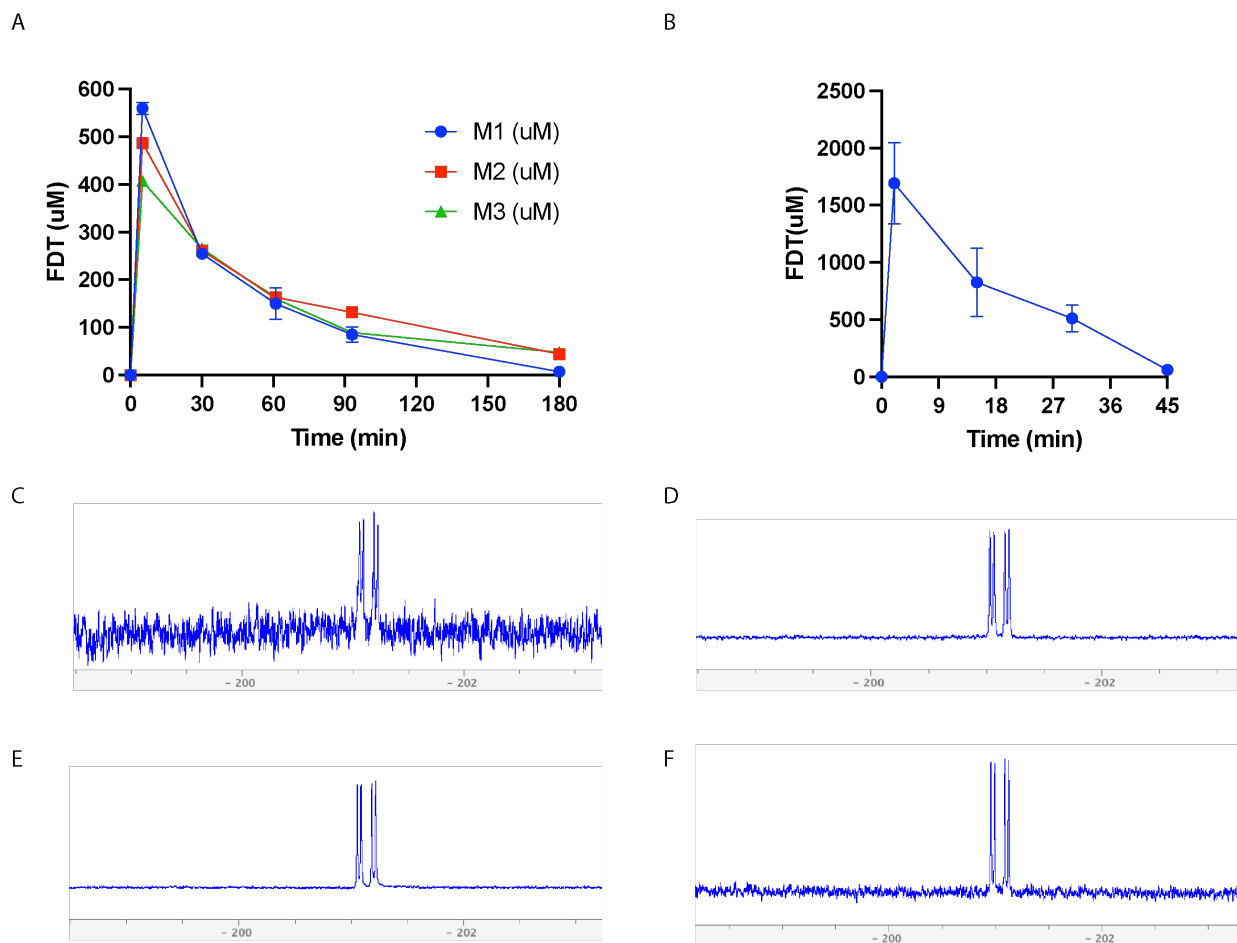 A
B
600
500
400
300
200
100
0
FDT (uM)
0 30 60 90 120 150 180
Time (min)
M1 (uM)
M2 (uM)
M3 (uM)
2500
2000
1500
1000
500
0
FDT(uM)
0 9 18 27 36 45
Time (min)
C
D
- 200 - 202
- 200 - 202
E
F
- 200 - 202
- 200 - 202